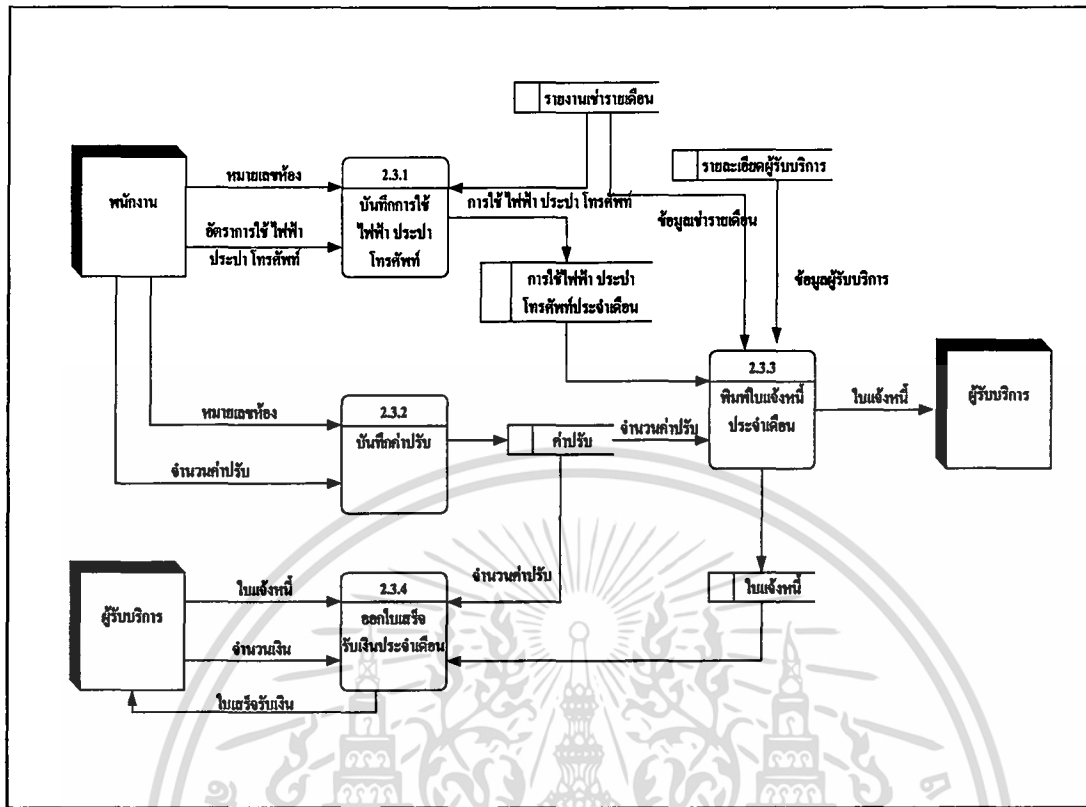 รายงานเช่ารายเดือน
รายละเอียดผู้รับบริการ
พนักงาน
หมายเลขห้อง
2.3.1
บันทึกการใช้
ไฟฟ้า ประปา
โทรศัพท์
อัตราการใช้ ไฟฟ้า
ประปา โทรศัพท์
การใช้ ไฟฟ้า ประปา โทรศัพท์
ข้อมูลเช่ารายเดือน
การใช้ไฟฟ้า ประปา
โทรศัพท์ประจำเดือน
ข้อมูลผู้รับบริการ
2.3.3
พิมพ์ใบแจ้งหนี้
ประจำเดือน
ใบแจ้งหนี้
ผู้รับบริการ
หมายเลขห้อง
2.3.2
บันทึกค่าปรับ
ค่าปรับ
จำนวนค่าปรับ
จำนวนค่าปรับ
ผู้รับบริการ
ใบแจ้งหนี้
2.3.4
ออกใบเสร็จ
รับเงินประจำเดือน
จำนวนค่าปรับ
ใบแจ้งหนี้
จำนวนเงิน
ใบเสร็จรับเงิน